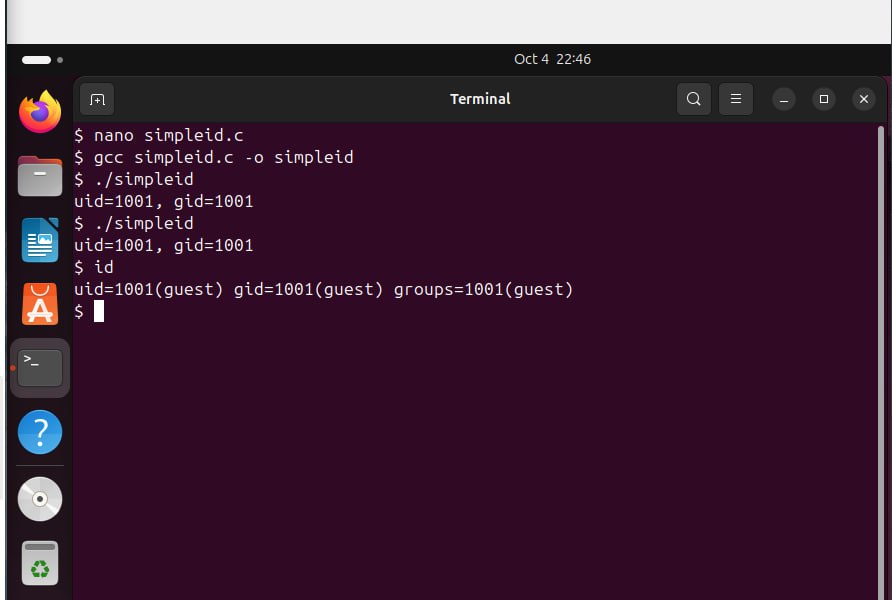 Oct 4 22:46
Terminal
$ nano simpleid.c
$ gcc simpleid.c -o simpleid
$ ./simpleid
uid=1001, gid=1001
$ ./simpleid
uid=1001, gid=1001
$ id
uid=1001(guest) gid=1001(guest) groups=1001(guest)
$